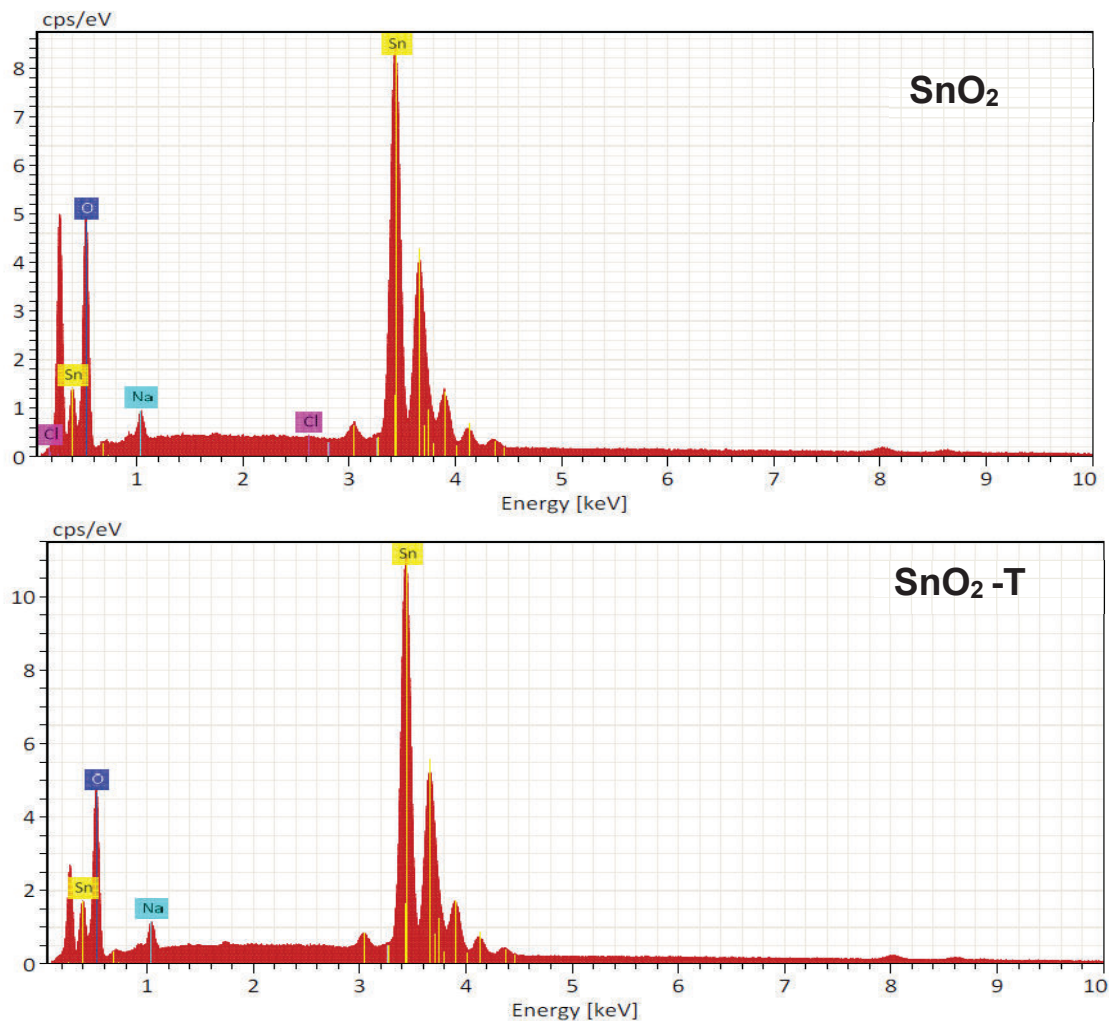 cps/eV
Sn
SnO₂
8
7
6
5
4
3
2
1
0
O
Sn
Na
Cl
Cl
1 2 3 4 5 6 7 8 9 10
Energy [keV]
cps/eV
Sn
SnO₂ -T
10
8
6
4
2
0
O
Sn
Na
1 2 3 4 5 6 7 8 9 10
Energy [keV]